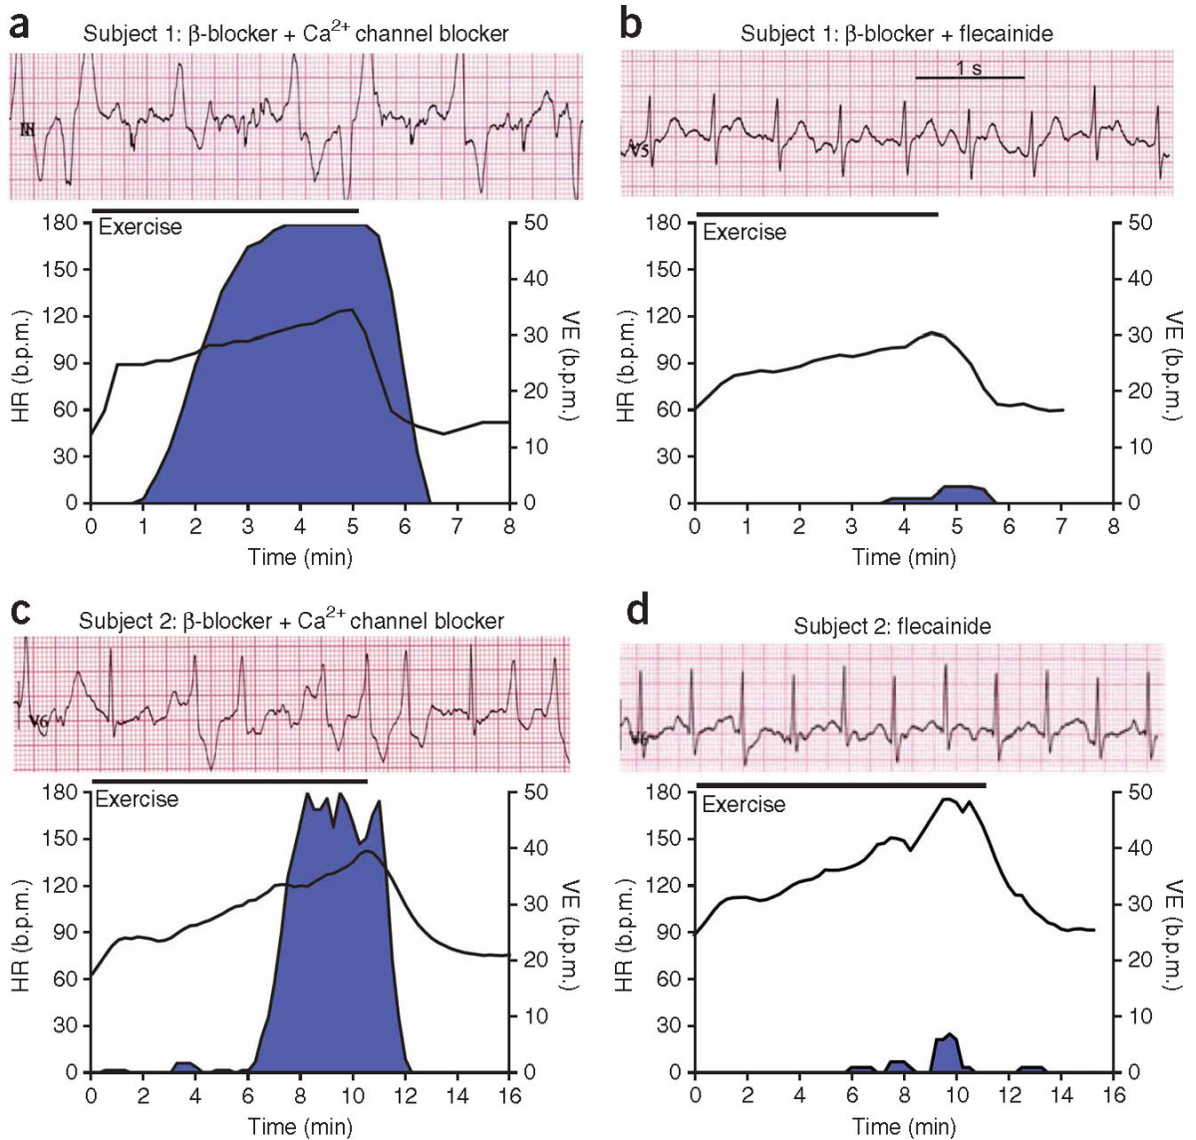 a
Subject 1: β-blocker + Ca2+ channel blocker
Exercise
180
150
120
90
60
30
0
HR (b.p.m.)
50
40
30
20
10
0
VE (b.p.m.)
0 1 2 3 4 5 6 7 8
Time (min)
b
Subject 1: β-blocker + flecainide
1 s
V5
Exercise
180
150
120
90
60
30
0
HR (b.p.m.)
50
40
30
20
10
0
VE (b.p.m.)
0 1 2 3 4 5 6 7 8
Time (min)
c
Subject 2: β-blocker + Ca2+ channel blocker
V6
Exercise
180
150
120
90
60
30
0
HR (b.p.m.)
50
40
30
20
10
0
VE (b.p.m.)
0 2 4 6 8 10 12 14 16
Time (min)
d
Subject 2: flecainide
Exercise
180
150
120
90
60
30
0
HR (b.p.m.)
50
40
30
20
10
0
VE (b.p.m.)
0 2 4 6 8 10 12 14 16
Time (min)